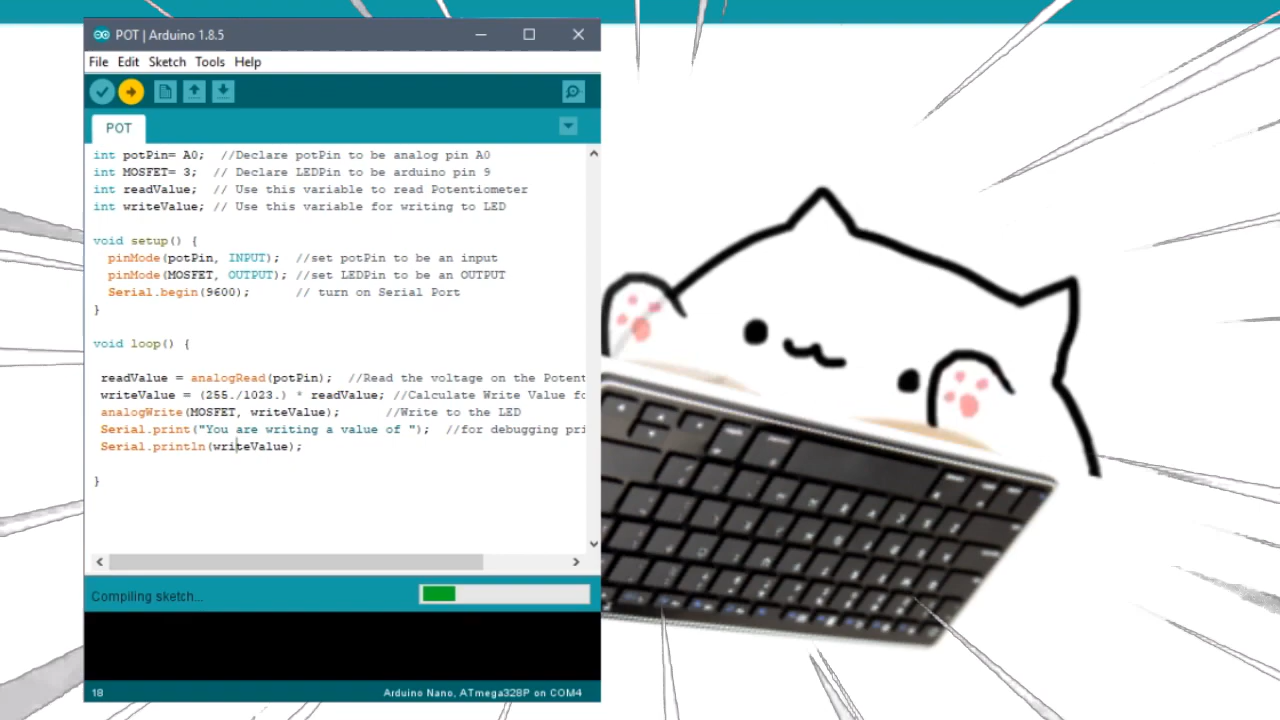 POT | Arduino 1.8.5
File Edit Sketch Tools Help
POT
int potPin= A0;  //Declare potPin to be analog pin A0
int MOSFET= 3;  // Declare LEDPin to be arduino pin 9
int readValue;  // Use this variable to read Potentiometer
int writeValue; // Use this variable for writing to LED
void setup() {
pinMode(potPin, INPUT);  //set potPin to be an input
pinMode(MOSFET, OUTPUT); //set LEDPin to be an OUTPUT
Serial.begin(9600);      // turn on Serial Port
}
void loop() {
readValue = analogRead(potPin);  //Read the voltage on the Potent
writeValue = (255./1023.) * readValue; //Calculate Write Value fo
analogWrite(MOSFET, writeValue);      //Write to the LED
Serial.print("You are writing a value of ");  //for debugging pri
Serial.println(writeValue);
}
Compiling sketch...
18 Arduino Nano, ATmega328P on COM4